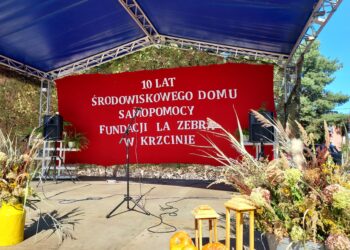 10 LAT
ŚRODOWISKOWEGO DOMU
SAMOPOMOCY
FUNDACJI LA ZEBRA
W KRZCINIE